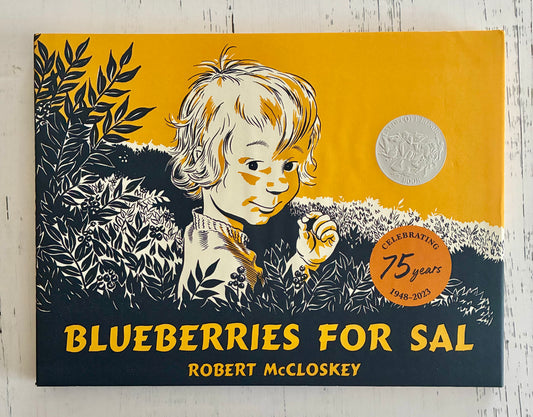 CELEBRATING
75 years
1948-2023
BLUEBERRIES FOR SAL
ROBERT McCLOSKEY